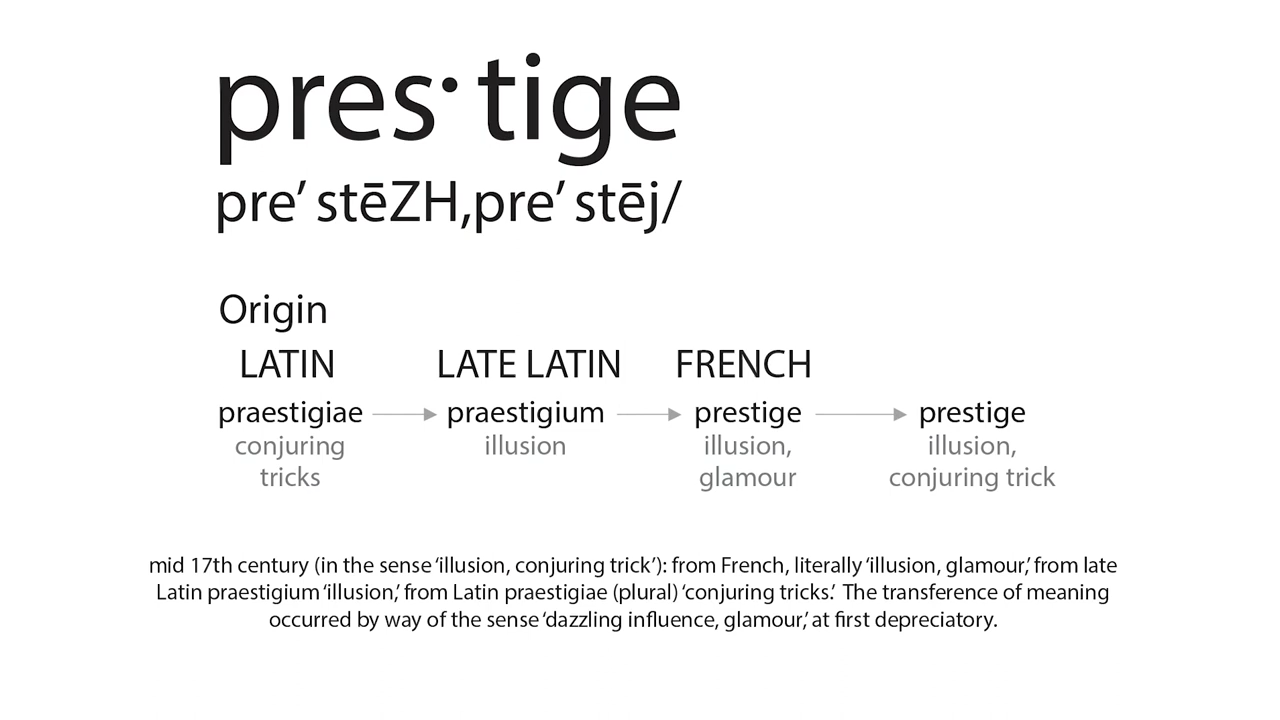 pres·tige
pre′ stēZH,pre′ stēj/
Origin
LATIN LATE LATIN FRENCH
praestigiae praestigium prestige prestige
conjuring illusion illusion, illusion,
tricks glamour conjuring trick
mid 17th century (in the sense ‘illusion, conjuring trick’): from French, literally ‘illusion, glamour,’ from late
Latin praestigium ‘illusion,’ from Latin praestigiae (plural) ‘conjuring tricks.’ The transference of meaning
occurred by way of the sense ‘dazzling influence, glamour,’ at first depreciatory.